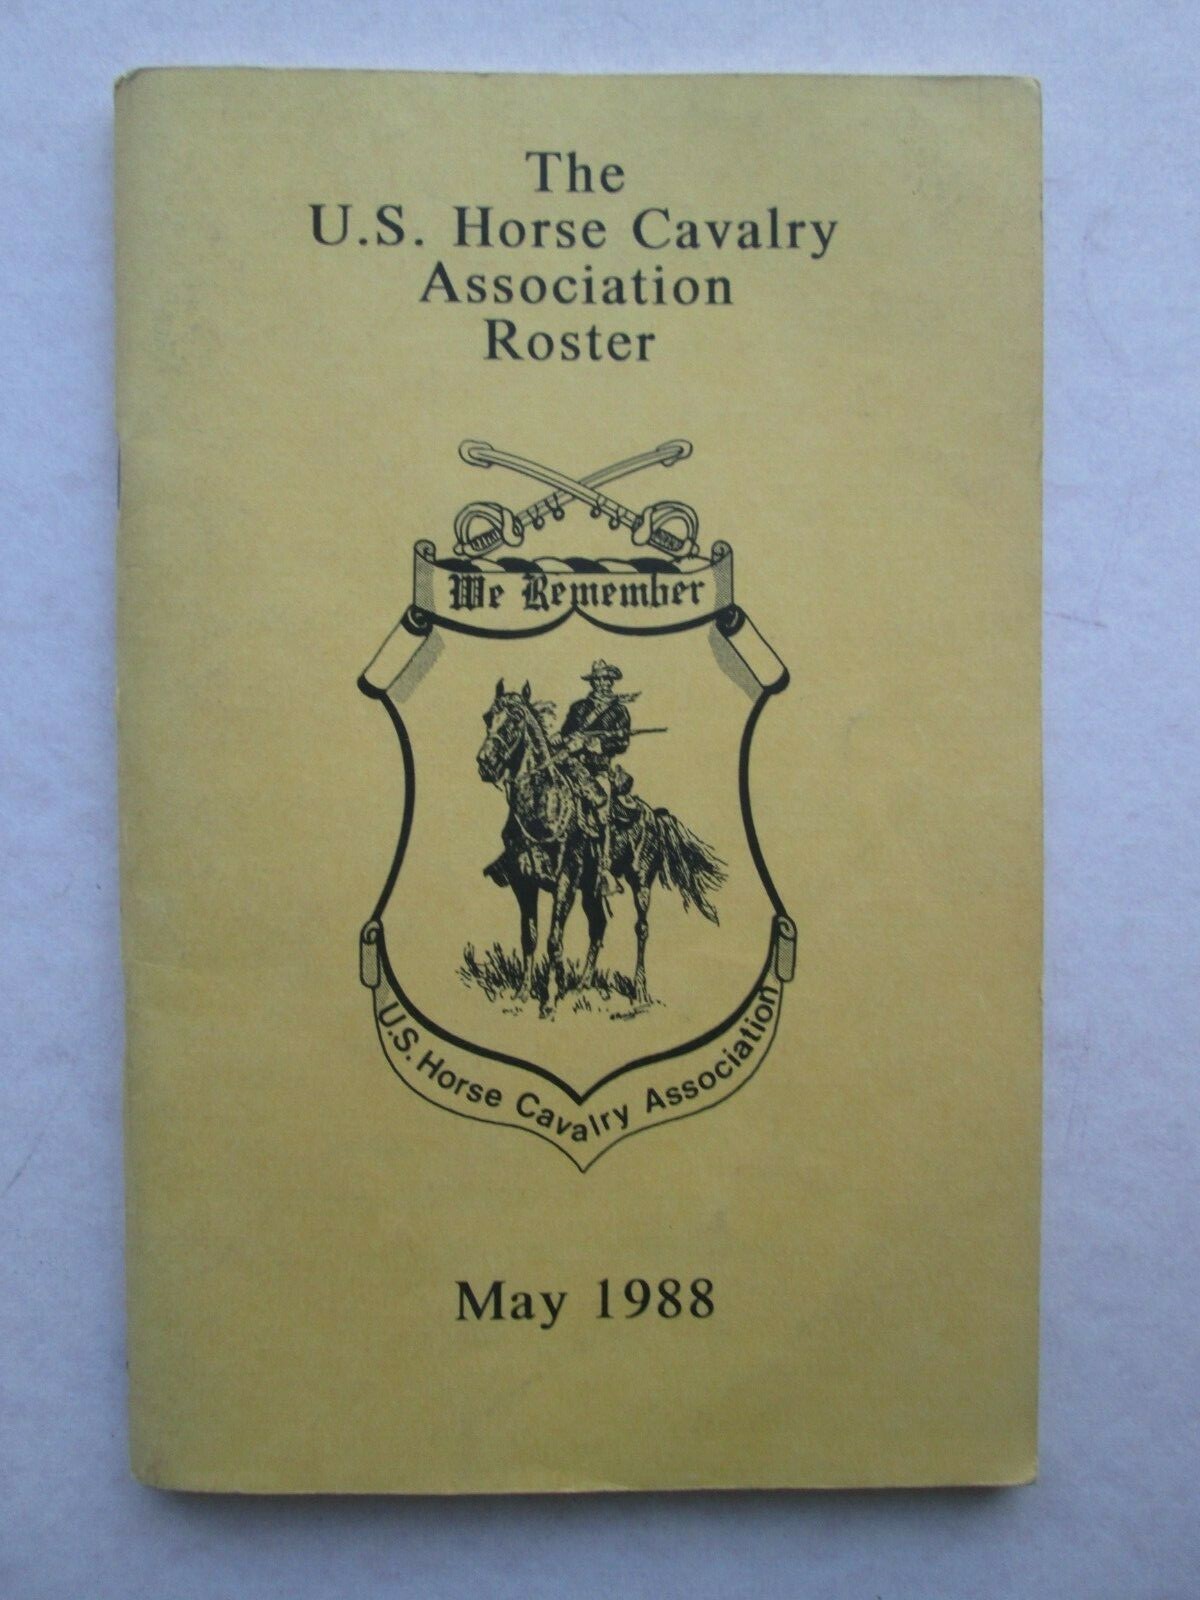 The
U.S. Horse Cavalry
Association
Roster
We Remember
U.S. Horse Cavalry Association
May 1988